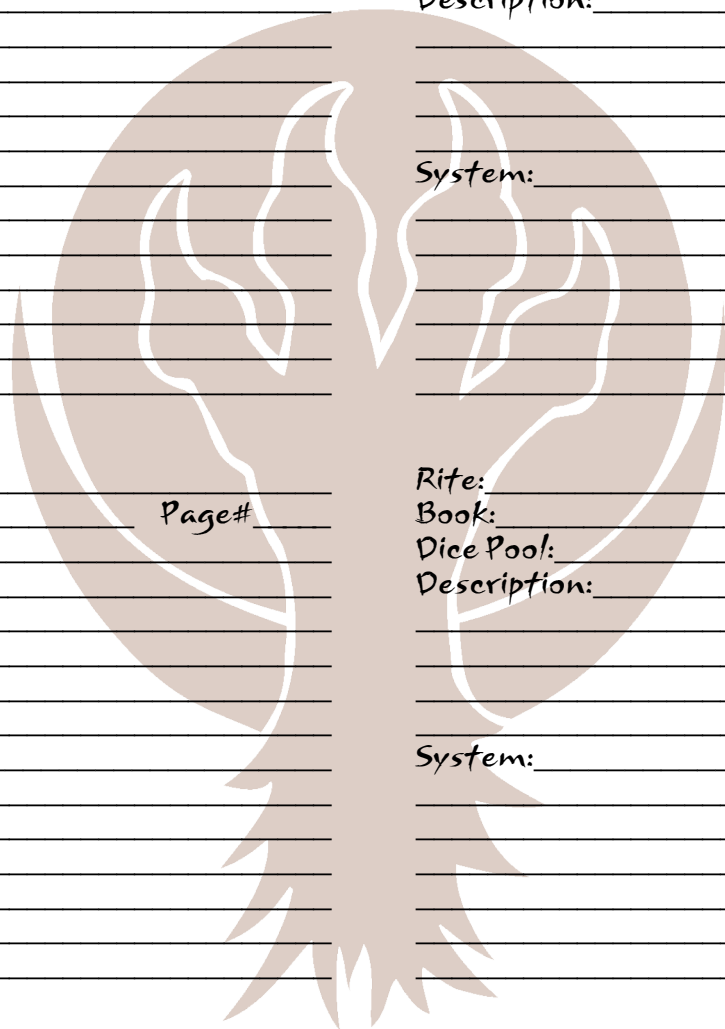 Description:
System:
Page#
Rite:
Book:
Dice Pool:
Description:
System: